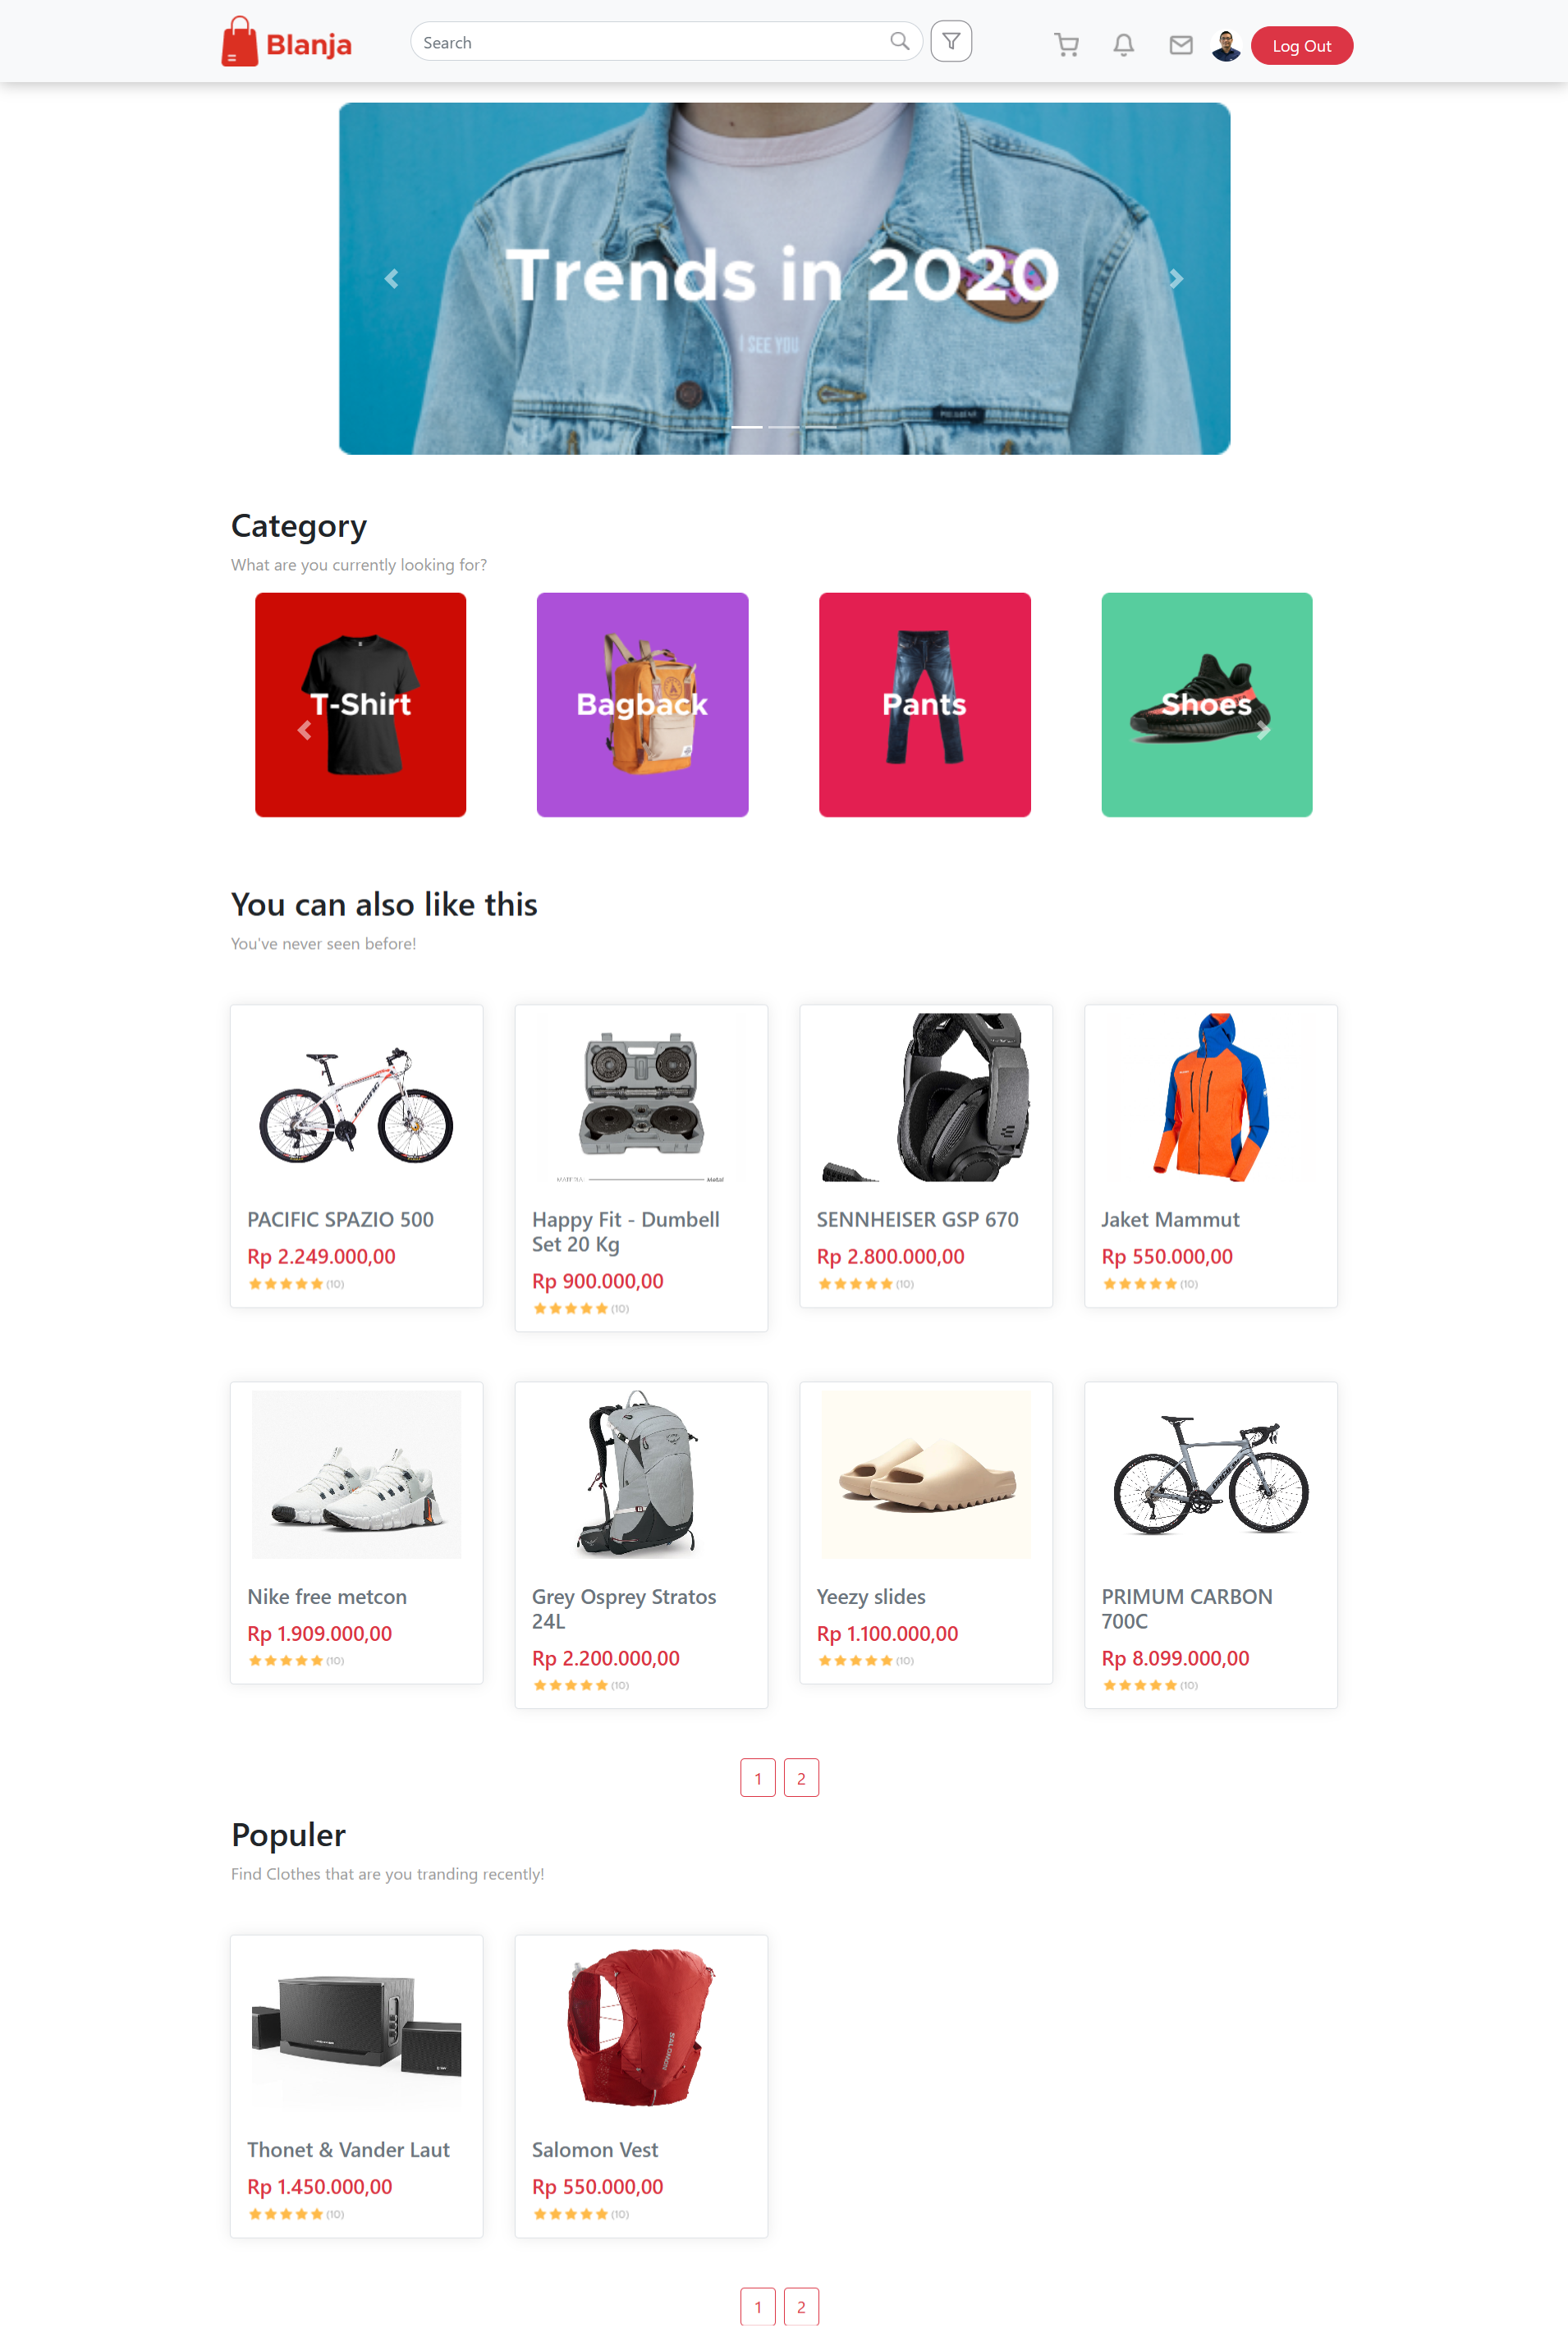 Blanja
Search
Log Out
Trends in 2020
I SEE YOU
Category
What are you currently looking for?
T-Shirt
Bagback
Pants
Shoes
You can also like this
You've never seen before!
PACIFIC SPAZIO 500
Rp 2.249.000,00
(10)
Happy Fit - Dumbell
Set 20 Kg
Rp 900.000,00
(10)
SENNHEISER GSP 670
Rp 2.800.000,00
(10)
Jaket Mammut
Rp 550.000,00
(10)
Nike free metcon
Rp 1.909.000,00
(10)
Grey Osprey Stratos
24L
Rp 2.200.000,00
(10)
Yeezy slides
Rp 1.100.000,00
(10)
PRIMUM CARBON
700C
Rp 8.099.000,00
(10)
1 2
Populer
Find Clothes that are you tranding recently!
SALOMON
Thonet & Vander Laut
Rp 1.450.000,00
(10)
Salomon Vest
Rp 550.000,00
(10)
1 2